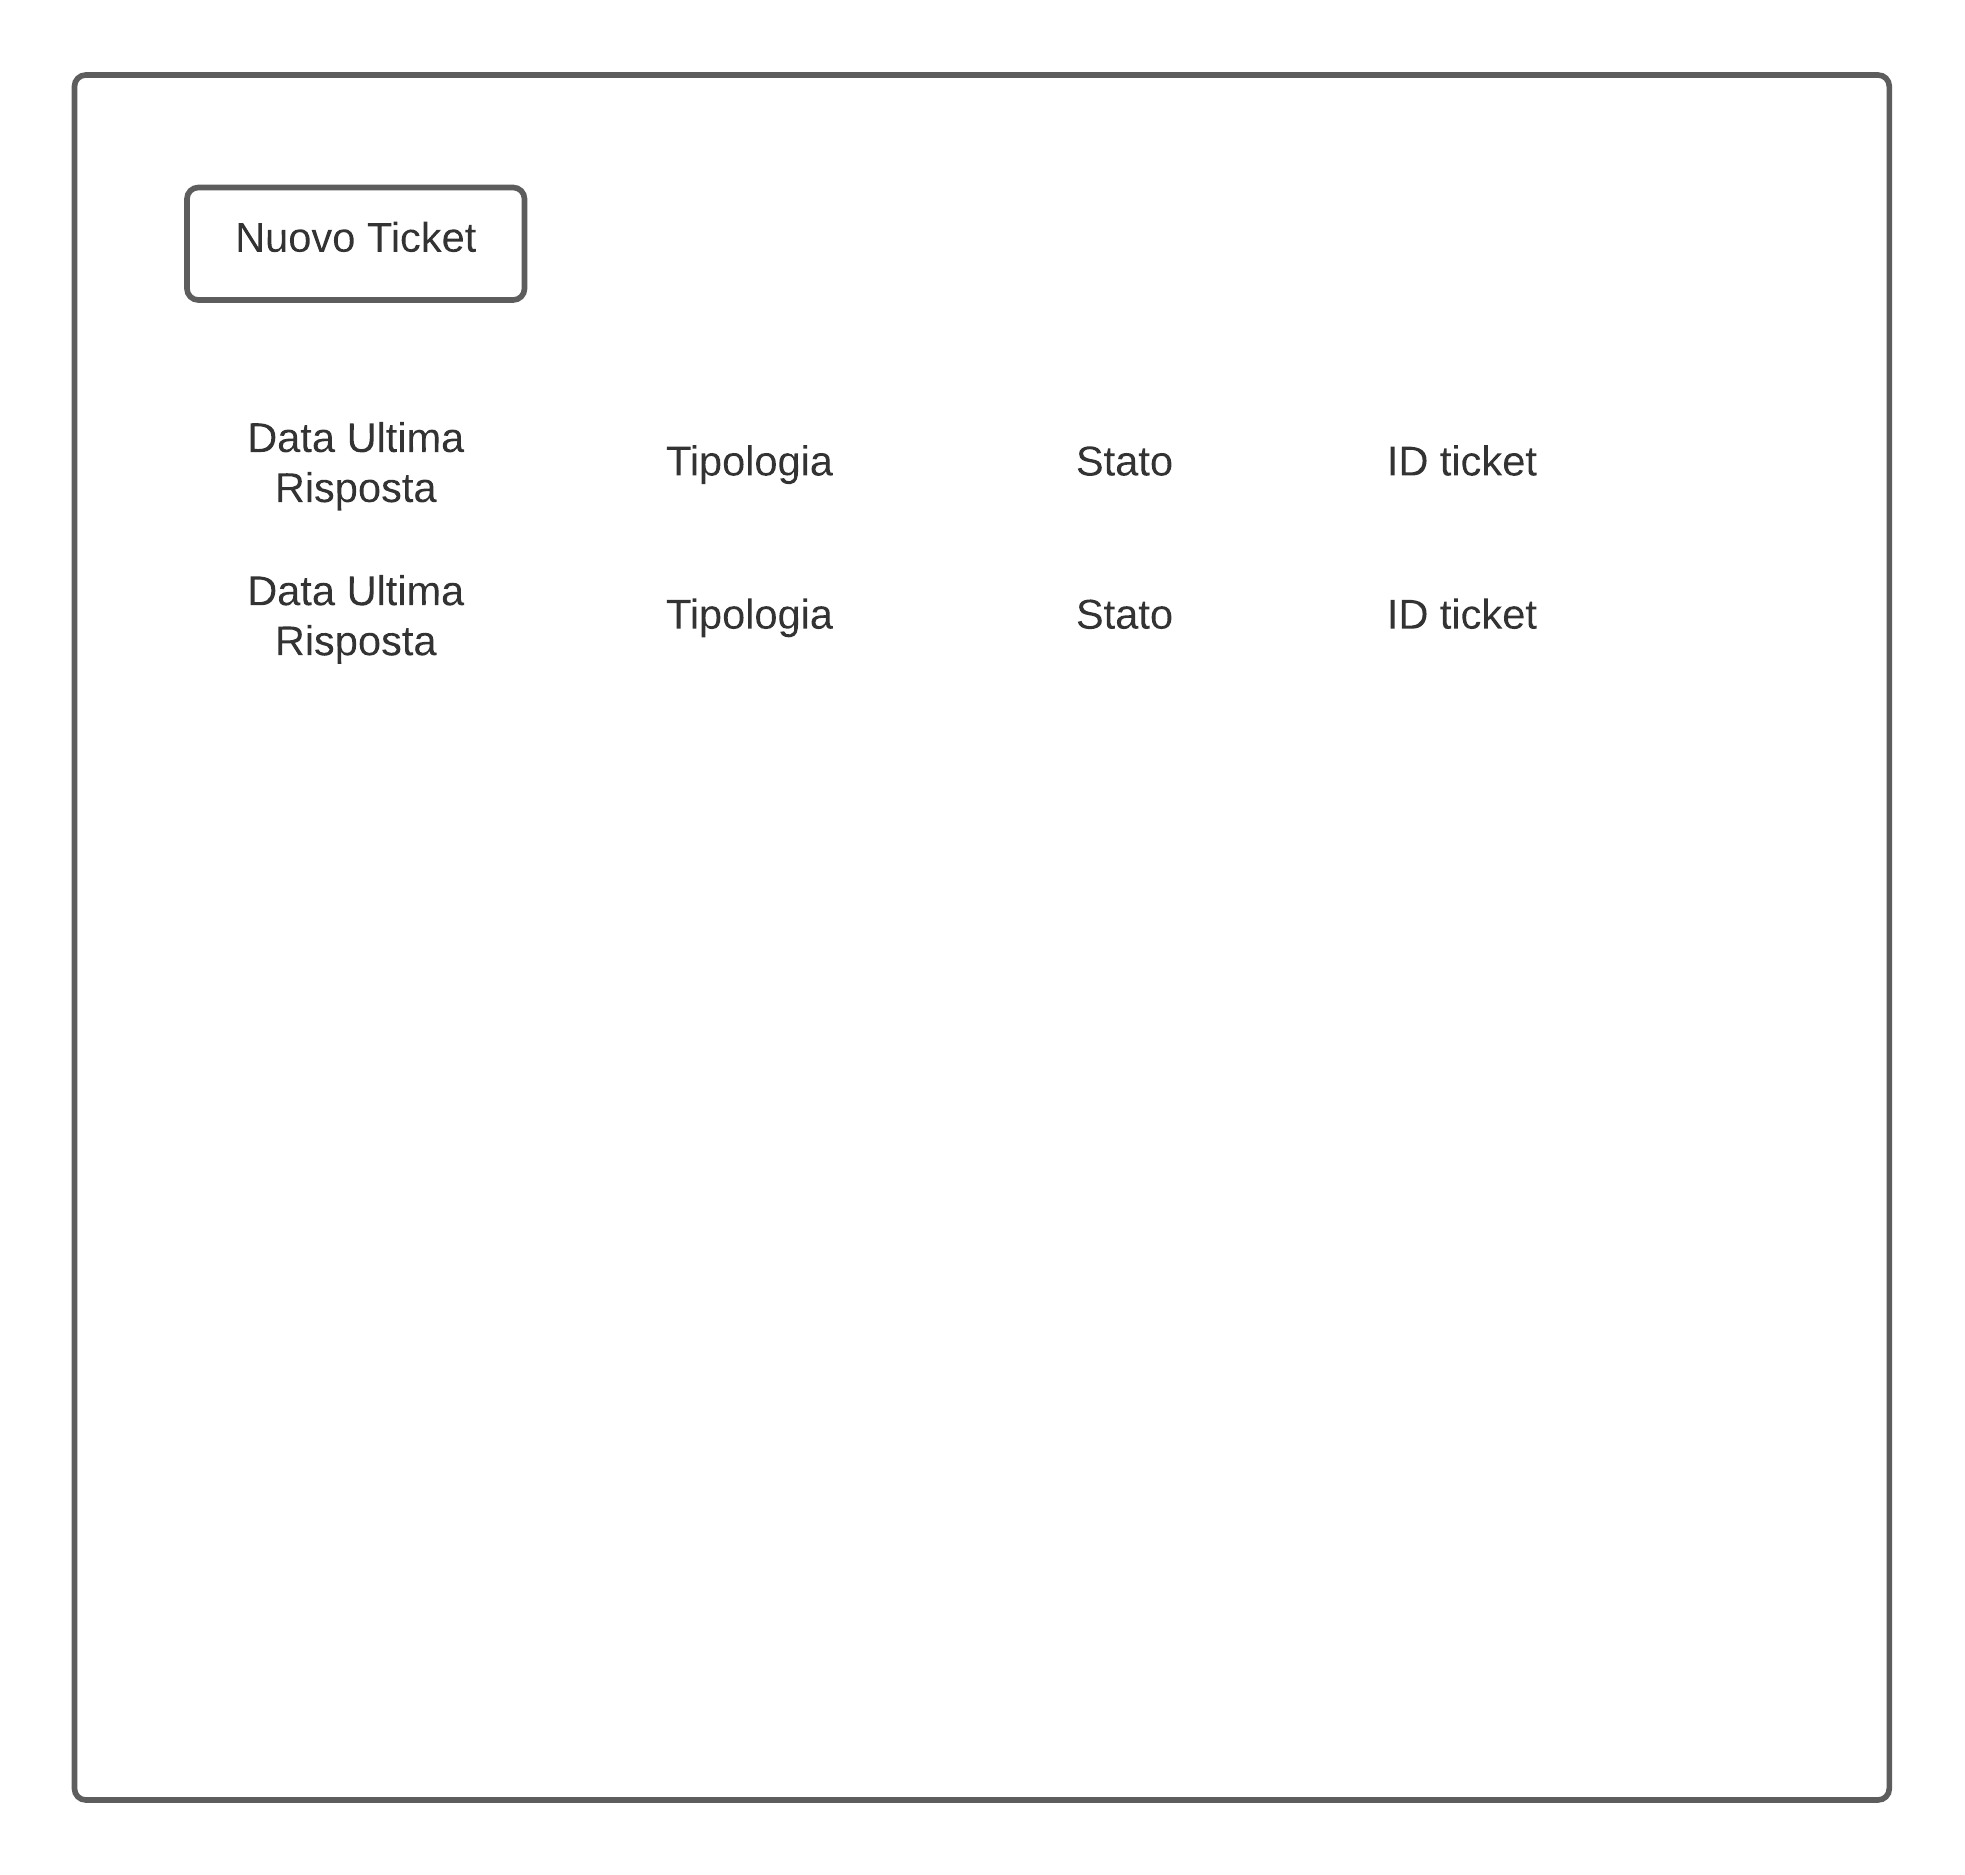 Nuovo Ticket
Data Ultima
Risposta
Tipologia
Stato
ID ticket
Data Ultima
Risposta
Tipologia
Stato
ID ticket